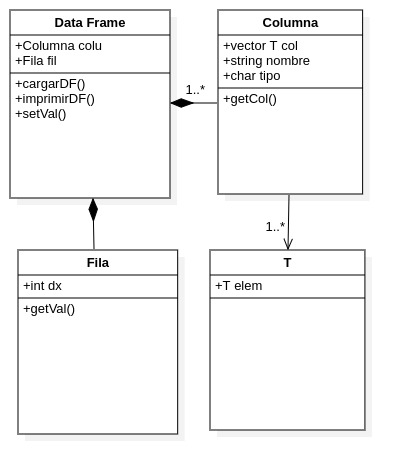 Data Frame
+Columna colu
+Fila fil
+cargarDF()
+imprimirDF()
+setVal()
1..*
Columna
+vector T col
+string nombre
+char tipo
+getCol()
1..*
Fila
+int dx
+getVal()
T
+T elem